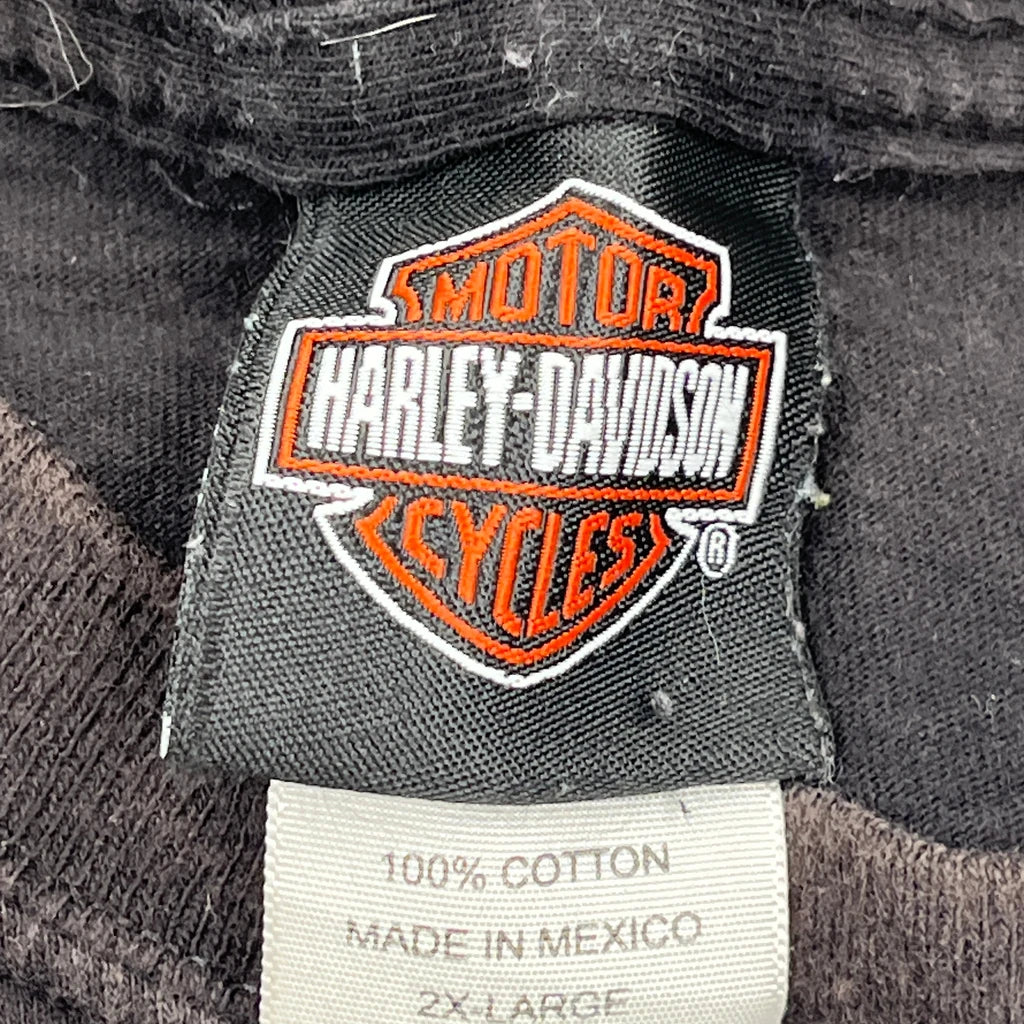 MOTOR
HARLEY-DAVIDSON
CYCLES
®
100% COTTON
MADE IN MEXICO
2X-LARGE